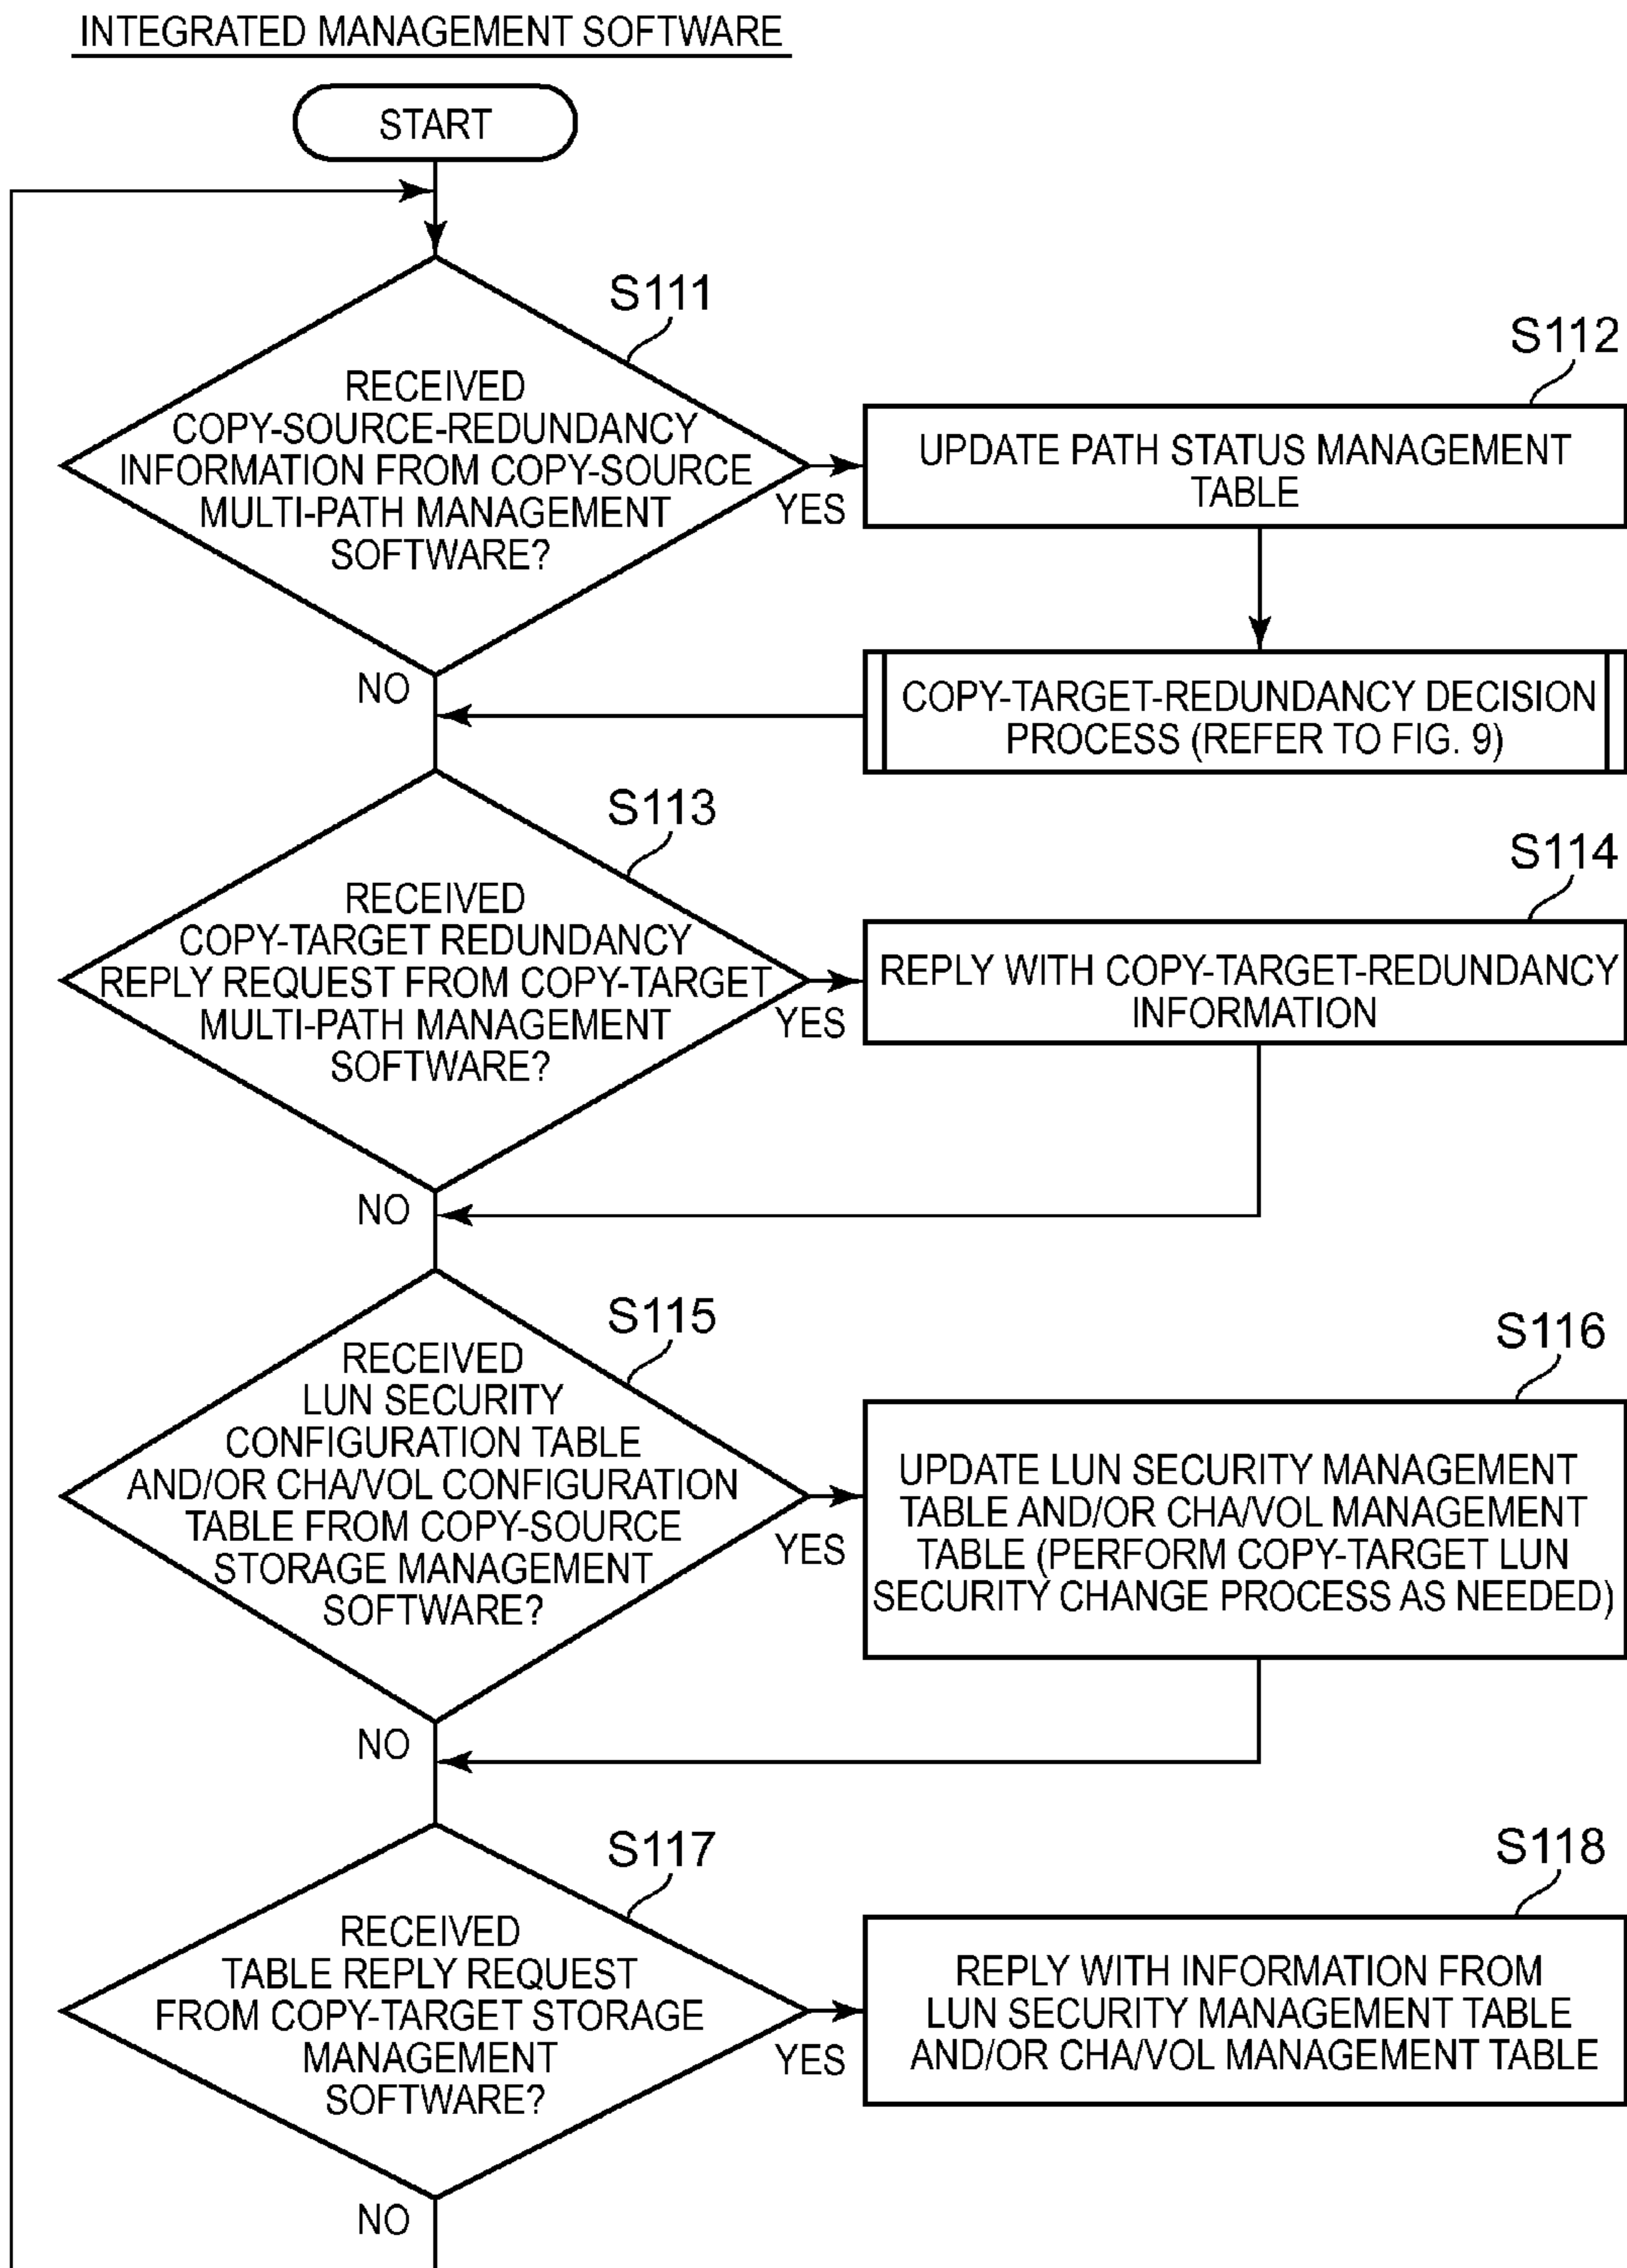 INTEGRATED MANAGEMENT SOFTWARE
START
S111
RECEIVED
COPY-SOURCE-REDUNDANCY
INFORMATION FROM COPY-SOURCE
MULTI-PATH MANAGEMENT
SOFTWARE?
YES
NO
S112
UPDATE PATH STATUS MANAGEMENT
TABLE
COPY-TARGET-REDUNDANCY DECISION
PROCESS (REFER TO FIG. 9)
S113
RECEIVED
COPY-TARGET REDUNDANCY
REPLY REQUEST FROM COPY-TARGET
MULTI-PATH MANAGEMENT
SOFTWARE?
YES
NO
S114
REPLY WITH COPY-TARGET-REDUNDANCY
INFORMATION
S115
RECEIVED
LUN SECURITY
CONFIGURATION TABLE
AND/OR CHA/VOL CONFIGURATION
TABLE FROM COPY-SOURCE
STORAGE MANAGEMENT
SOFTWARE?
YES
NO
S116
UPDATE LUN SECURITY MANAGEMENT
TABLE AND/OR CHA/VOL MANAGEMENT
TABLE (PERFORM COPY-TARGET LUN
SECURITY CHANGE PROCESS AS NEEDED)
S117
RECEIVED
TABLE REPLY REQUEST
FROM COPY-TARGET STORAGE
MANAGEMENT
SOFTWARE?
YES
NO
S118
REPLY WITH INFORMATION FROM
LUN SECURITY MANAGEMENT TABLE
AND/OR CHA/VOL MANAGEMENT TABLE